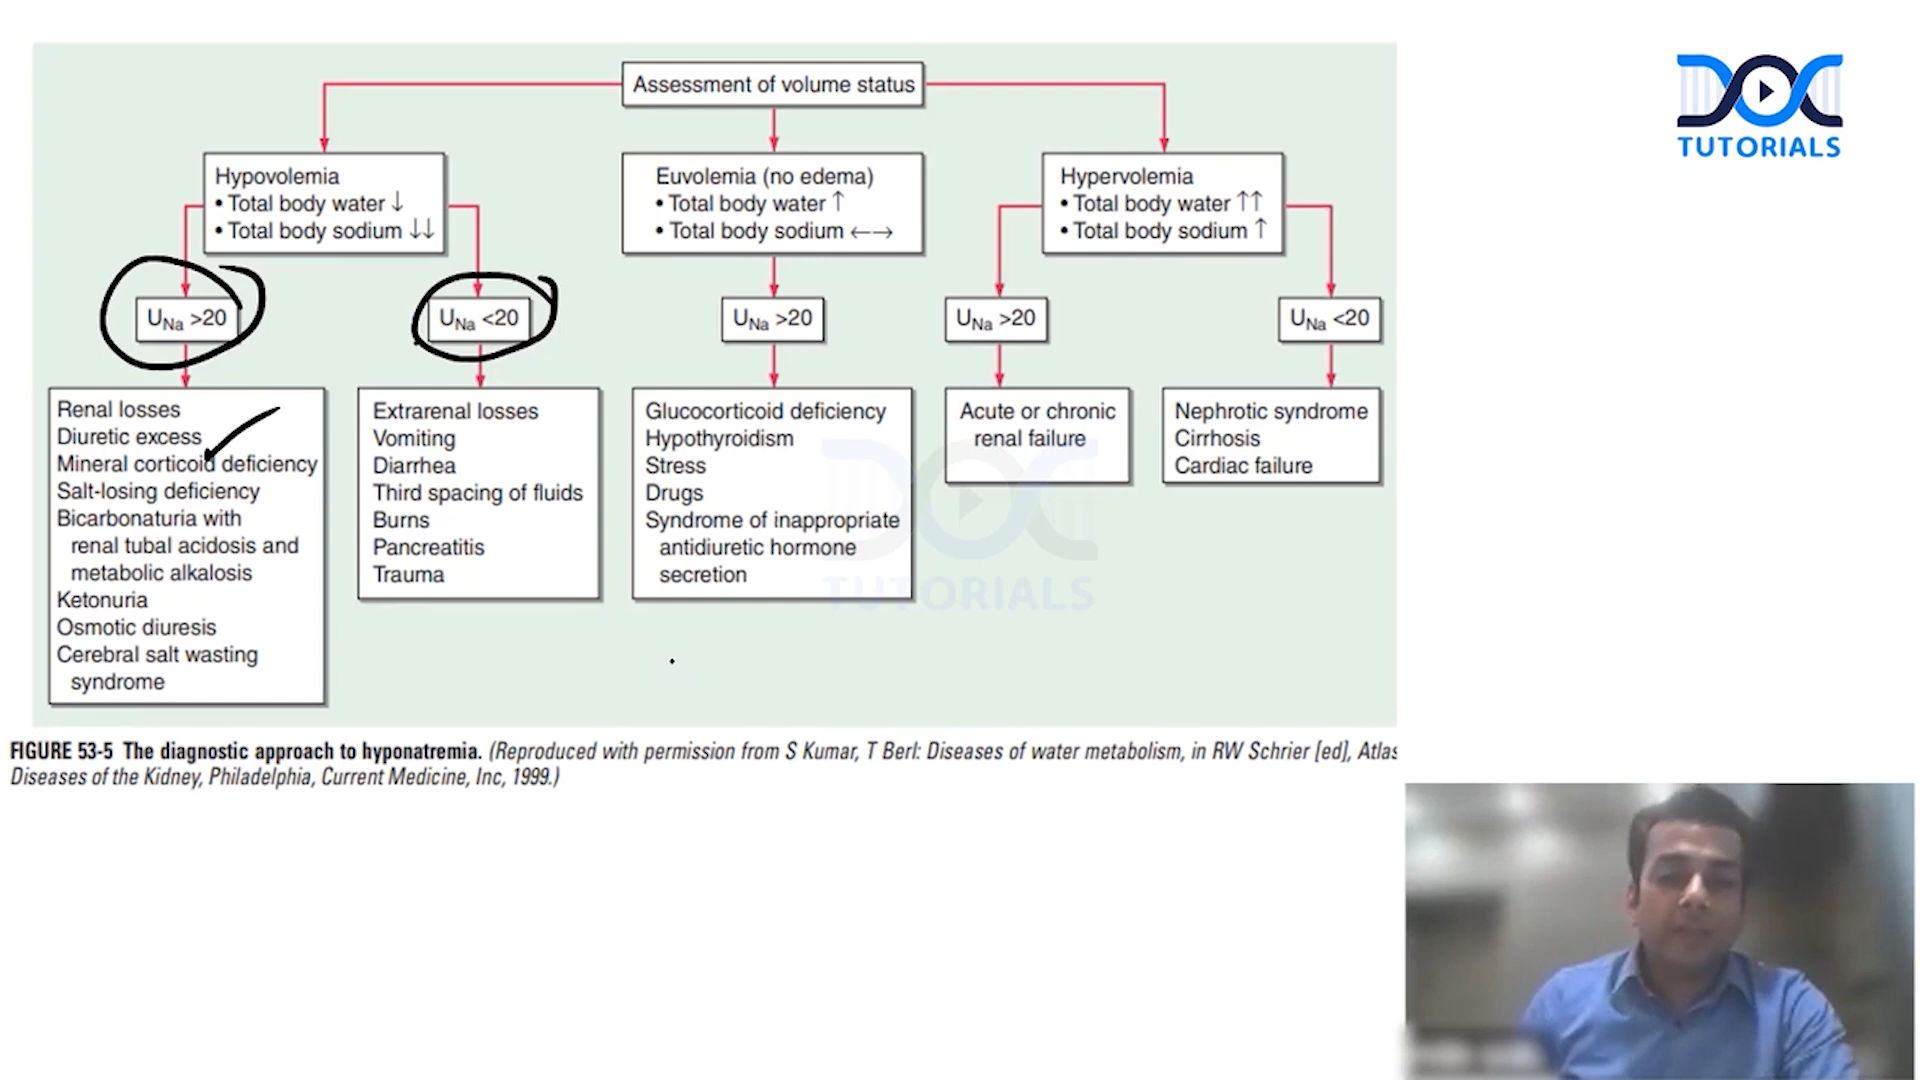 Assessment of volume status
Hypovolemia
• Total body water ↓
• Total body sodium ↓↓
Euvolemia (no edema)
• Total body water ↑
• Total body sodium ←→
Hypervolemia
• Total body water ↑↑
• Total body sodium ↑
UNa >20
UNa <20
UNa >20
UNa >20
UNa <20
Renal losses
Diuretic excess
Mineral corticoid deficiency
Salt-losing deficiency
Bicarbonaturia with
renal tubal acidosis and
metabolic alkalosis
Ketonuria
Osmotic diuresis
Cerebral salt wasting
syndrome
Extrarenal losses
Vomiting
Diarrhea
Third spacing of fluids
Burns
Pancreatitis
Trauma
Glucocorticoid deficiency
Hypothyroidism
Stress
Drugs
Syndrome of inappropriate
antidiuretic hormone
secretion
Acute or chronic
renal failure
Nephrotic syndrome
Cirrhosis
Cardiac failure
FIGURE 53-5 The diagnostic approach to hyponatremia. (Reproduced with permission from S Kumar, T Berl: Diseases of water metabolism, in RW Schrier [ed], Atlas
Diseases of the Kidney, Philadelphia, Current Medicine, Inc, 1999.)
DOC
TUTORIALS
DOC
TUTORIALS